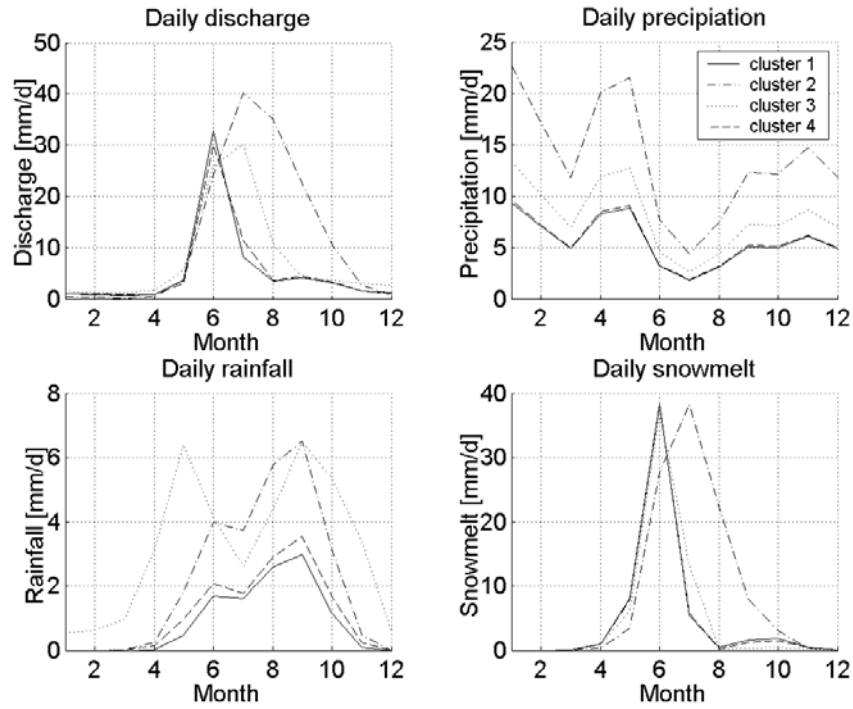 Daily discharge
Discharge [mm/d]
50
40
30
20
10
0
2 4 6 8 10 12
Month
Daily precipiation
Precipitation [mm/d]
25
20
15
10
5
0
cluster 1
cluster 2
cluster 3
cluster 4
2 4 6 8 10 12
Month
Daily rainfall
Rainfall [mm/d]
8
6
4
2
0
2 4 6 8 10 12
Month
Daily snowmelt
Snowmelt [mm/d]
40
30
20
10
0
2 4 6 8 10 12
Month